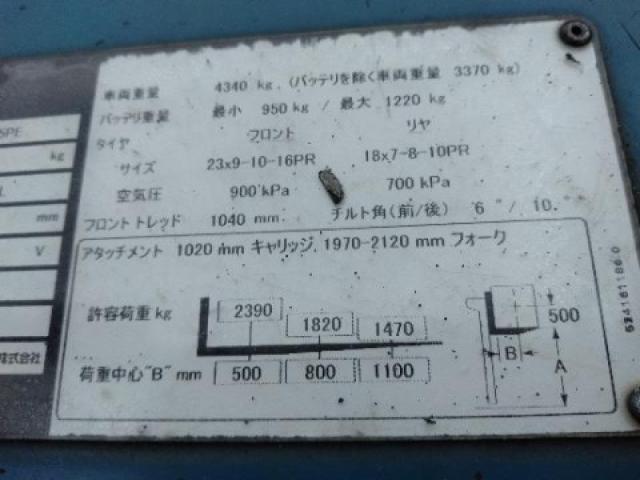 車両重量 4340 kg (バッテリを除く車両重量 3370 kg)
バッテリ重量 最小 950 kg / 最大 1220 kg
タイヤ フロント リヤ
サイズ 23x9-10-16PR 18x7-8-10PR
空気圧 900 kPa 700 kPa
フロントトレッド 1040 mm チルト角(前/後) 6°/ 10°
アタッチメント 1020 mm キャリッジ, 1970-2120 mm フォーク
許容荷重 kg 2390 1820 1470
荷重中心"B" mm 500 800 1100
500
B
A
kg
L
mm
V
株式会社